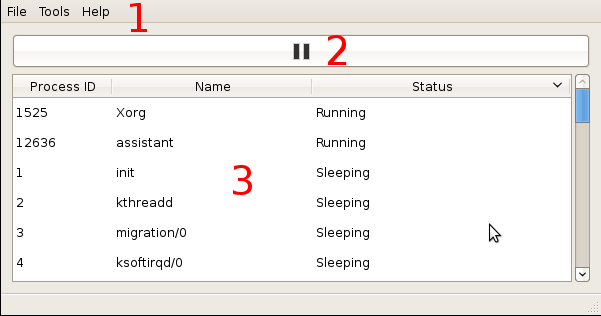 File Tools Help 1
2
Process ID Name Status
1525 Xorg Running
12636 assistant Running
1 init Sleeping
3
2 kthreadd Sleeping
3 migration/0 Sleeping
4 ksoftirqd/0 Sleeping